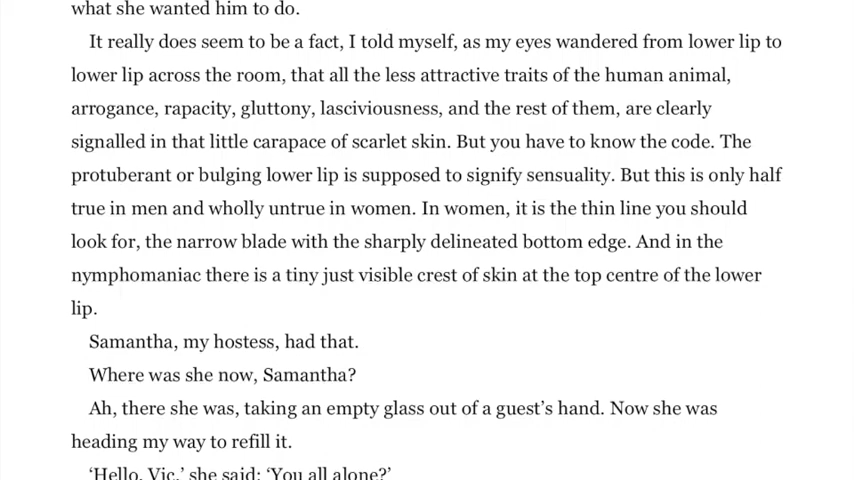 what she wanted him to do.
It really does seem to be a fact, I told myself, as my eyes wandered from lower lip to
lower lip across the room, that all the less attractive traits of the human animal,
arrogance, rapacity, gluttony, lasciviousness, and the rest of them, are clearly
signalled in that little carapace of scarlet skin. But you have to know the code. The
protuberant or bulging lower lip is supposed to signify sensuality. But this is only half
true in men and wholly untrue in women. In women, it is the thin line you should
look for, the narrow blade with the sharply delineated bottom edge. And in the
nymphomaniac there is a tiny just visible crest of skin at the top centre of the lower
lip.
Samantha, my hostess, had that.
Where was she now, Samantha?
Ah, there she was, taking an empty glass out of a guest’s hand. Now she was
heading my way to refill it.
‘Hello, Vic,’ she said: ‘You all alone?’